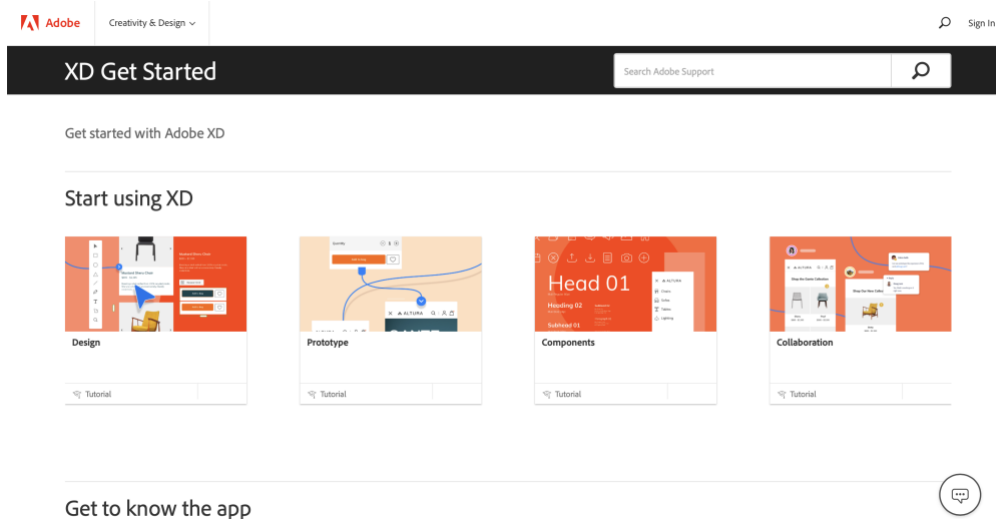 Adobe
Creativity & Design
Sign In
XD Get Started
Search Adobe Support
Get started with Adobe XD
Start using XD
ALTURA
Head 01
Heading 02
Subhead 01
ALTURA
Design
Prototype
Components
Collaboration
Tutorial
Tutorial
Tutorial
Tutorial
Get to know the app